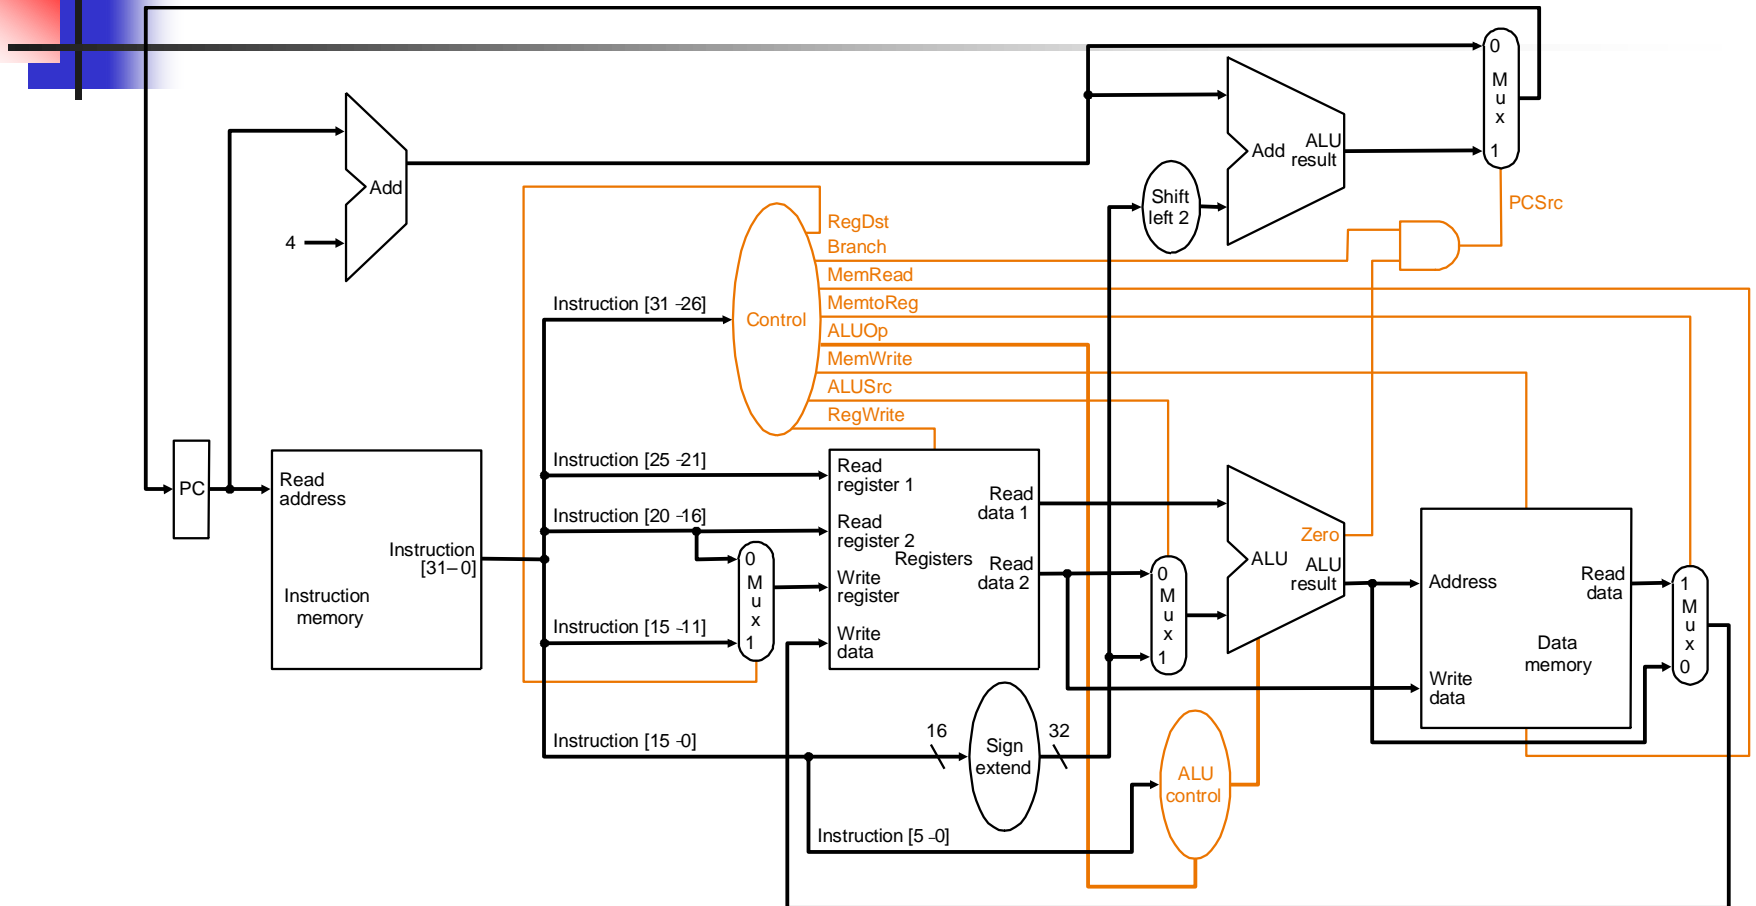 0
M
u
x
1
Add
ALU
result
Add
Shift
left 2
PCSrc
4
RegDst
Branch
MemRead
MemtoReg
ALUOp
MemWrite
ALUSrc
RegWrite
Control
Instruction [31–26]
Instruction [25–21]
Instruction [20–16]
Instruction [15–11]
Instruction [15–0]
Instruction [5–0]
PC
Read
address
Instruction
[31–0]
Instruction
memory
0
M
u
x
1
Read
register 1
Read
register 2
Write
register
Write
data
Registers
Read
data 1
Read
data 2
0
M
u
x
1
Zero
ALU
ALU
result
Address
Read
data
Data
memory
Write
data
1
M
u
x
0
16
Sign
extend
32
ALU
control